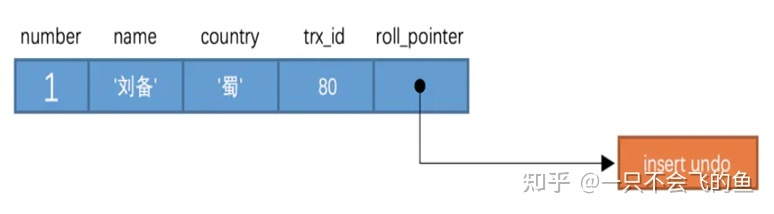 number name country trx_id roll_pointer
1 '刘备' '蜀' 80
insert undo
知乎 @一只不会飞的鱼